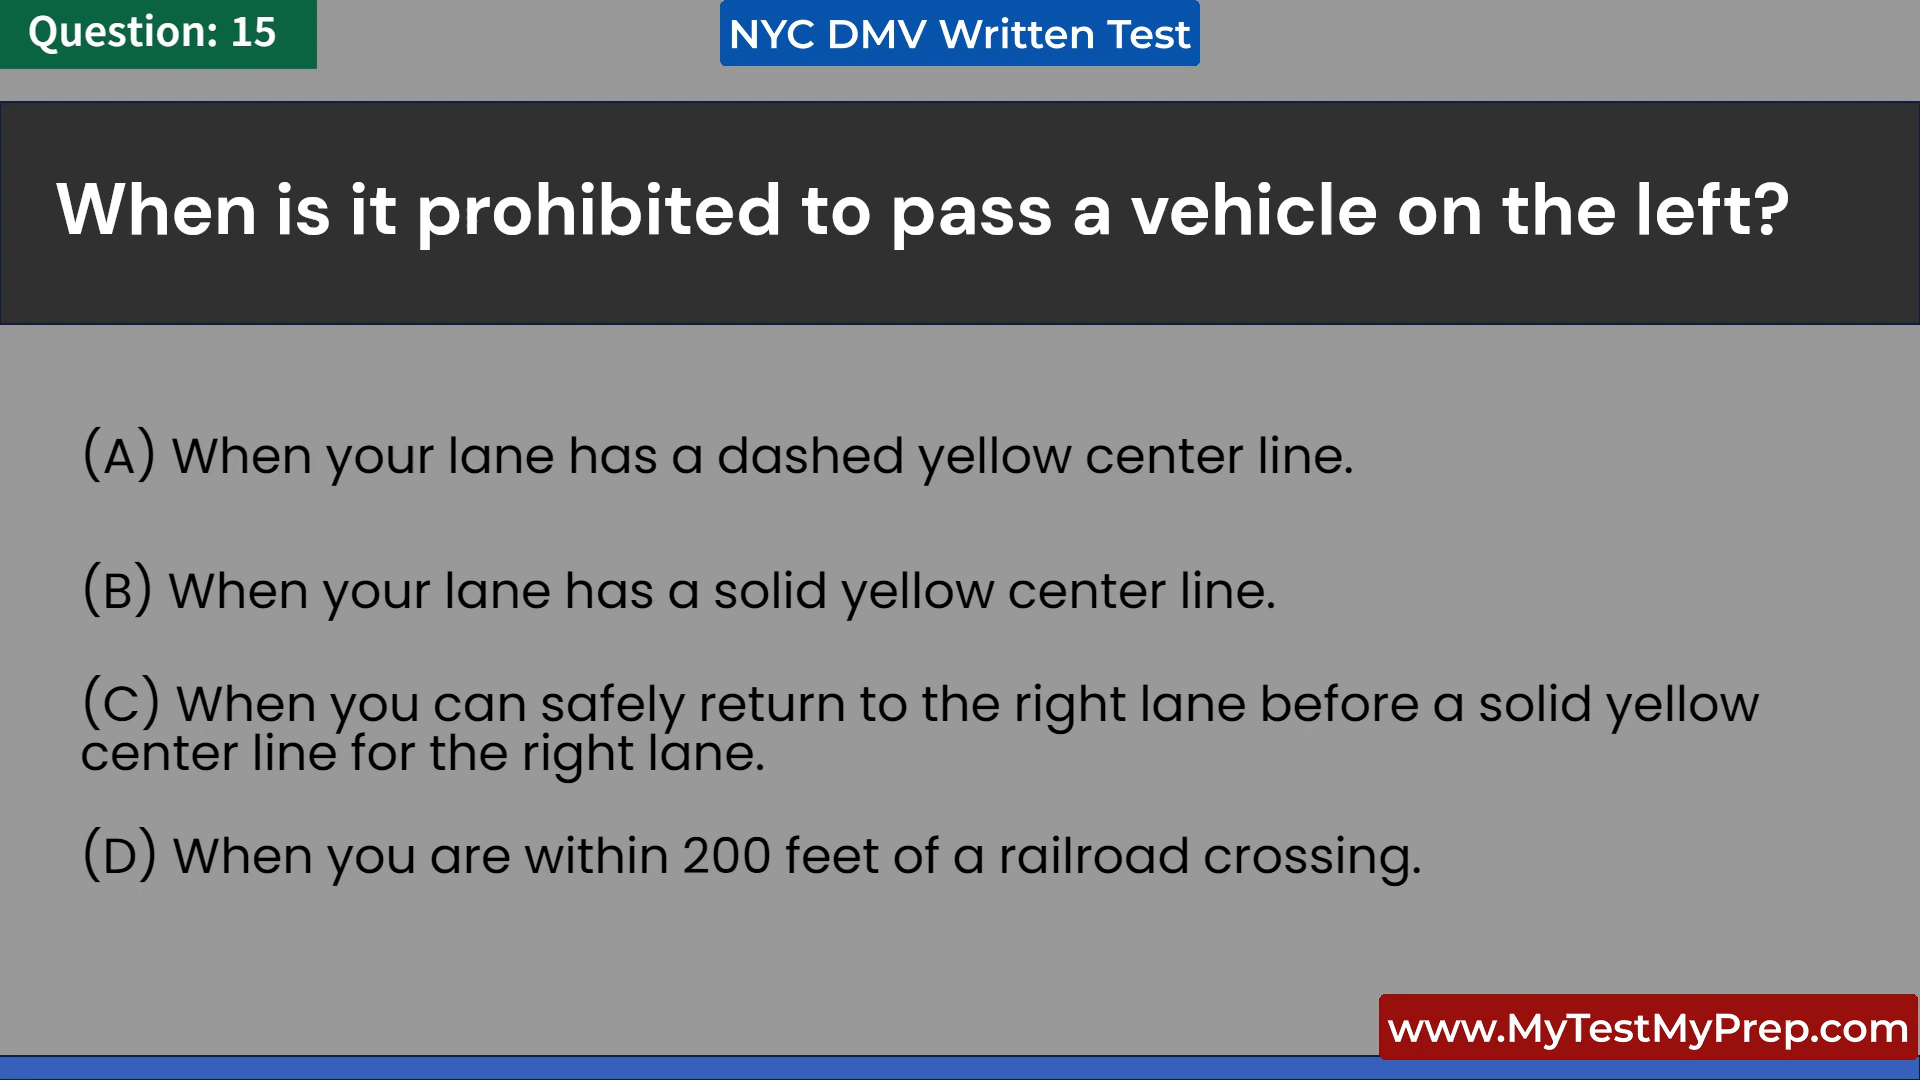 Question: 15
NYC DMV Written Test
When is it prohibited to pass a vehicle on the left?
(A) When your lane has a dashed yellow center line.
(B) When your lane has a solid yellow center line.
(C) When you can safely return to the right lane before a solid yellow
center line for the right lane.
(D) When you are within 200 feet of a railroad crossing.
www.MyTestMyPrep.com